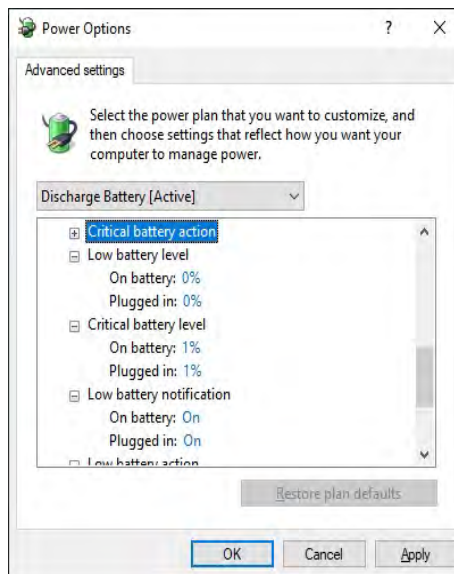 Power Options
Advanced settings
Select the power plan that you want to customize, and
then choose settings that reflect how you want your
computer to manage power.
Discharge Battery [Active]
Critical battery action
Low battery level
On battery: 0%
Plugged in: 0%
Critical battery level
On battery: 1%
Plugged in: 1%
Low battery notification
On battery: On
Plugged in: On
Low battery action
Restore plan defaults
OK Cancel Apply